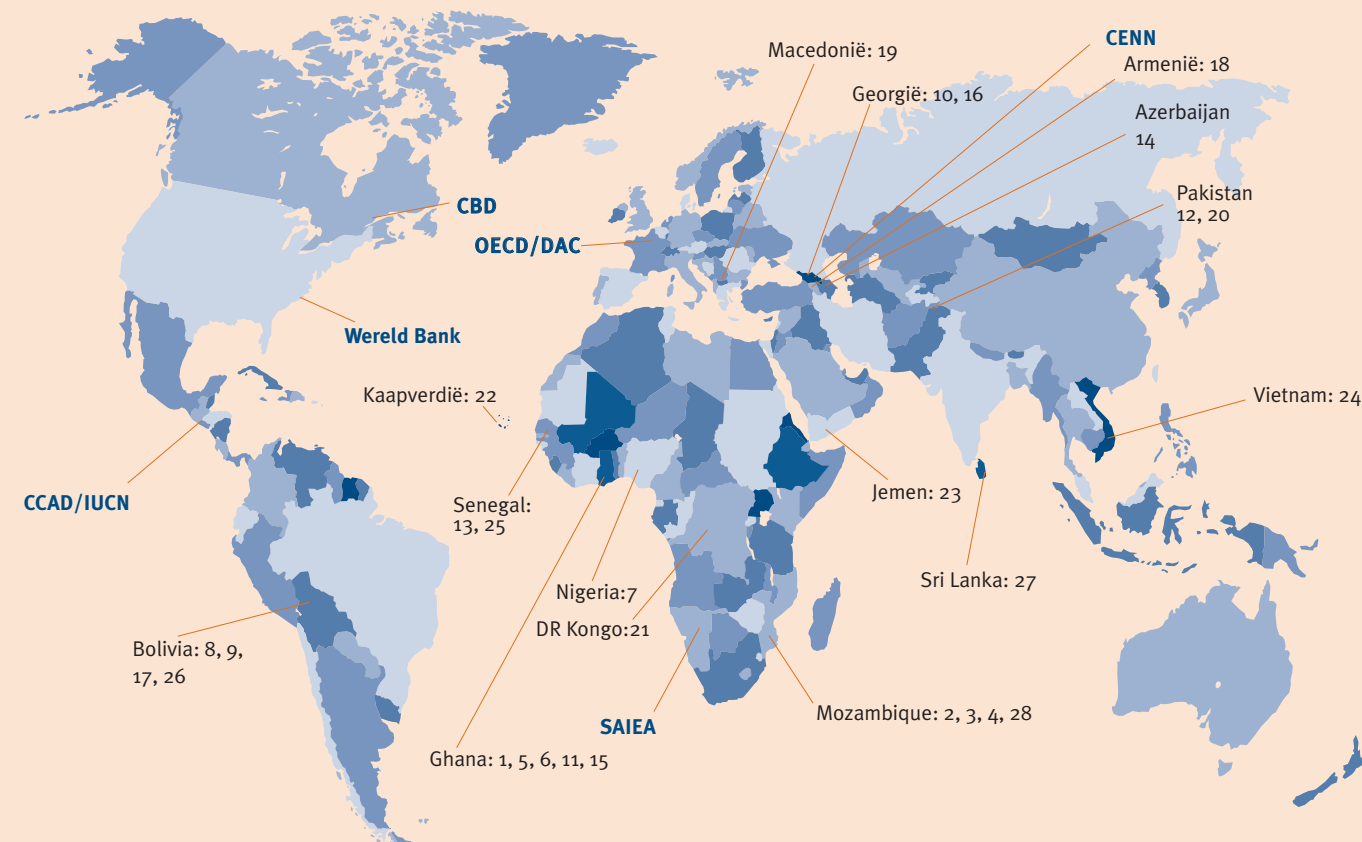 CENN
Macedonië: 19
Armenië: 18
Georgië: 10, 16
Azerbaijan
14
Pakistan
12, 20
CBD
OECD/DAC
Wereld Bank
Kaapverdië: 22
Vietnam: 24
CCAD/IUCN
Senegal:
13, 25
Jemen: 23
Sri Lanka: 27
Nigeria:7
DR Kongo:21
Bolivia: 8, 9,
17, 26
Mozambique: 2, 3, 4, 28
SAIEA
Ghana: 1, 5, 6, 11, 15